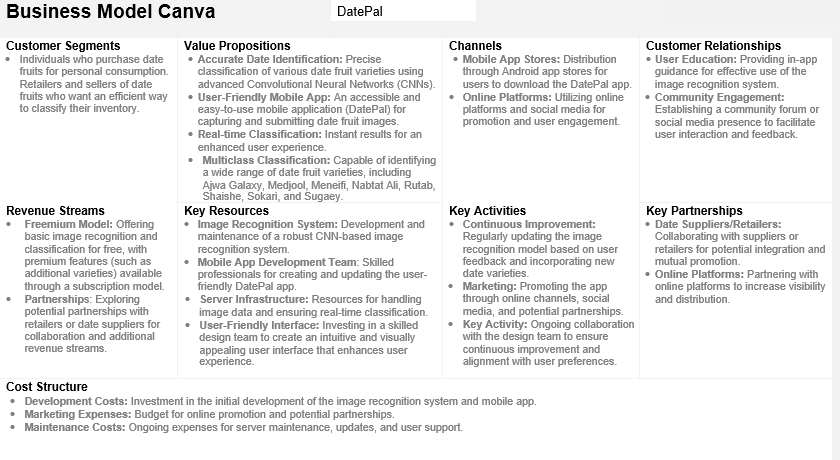 Business Model Canva
DatePal
Customer Segments
• Individuals who purchase date
fruits for personal consumption.
Retailers and sellers of date
fruits who want an efficient way
to classify their inventory.
Value Propositions
• Accurate Date Identification: Precise
classification of various date fruit varieties using
advanced Convolutional Neural Networks (CNNs).
• User-Friendly Mobile App: An accessible and
easy-to-use mobile application (DatePal) for
capturing and submitting date fruit images.
• Real-time Classification: Instant results for an
enhanced user experience.
• Multiclass Classification: Capable of identifying
a wide range of date fruit varieties, including
Ajwa Galaxy, Medjool, Meneifi, Nabtat Ali, Rutab,
Shaishe, Sokari, and Sugaey.
Channels
• Mobile App Stores: Distribution
through Android app stores for
users to download the DatePal app.
• Online Platforms: Utilizing online
platforms and social media for
promotion and user engagement.
Customer Relationships
• User Education: Providing in-app
guidance for effective use of the
image recognition system.
• Community Engagement:
Establishing a community forum or
social media presence to facilitate
user interaction and feedback.
Revenue Streams
• Freemium Model: Offering
basic image recognition and
classification for free, with
premium features (such as
additional varieties) available
through a subscription model.
• Partnerships: Exploring
potential partnerships with
retailers or date suppliers for
collaboration and additional
revenue streams.
Key Resources
• Image Recognition System: Development and
maintenance of a robust CNN-based image
recognition system.
• Mobile App Development Team: Skilled
professionals for creating and updating the user-
friendly DatePal app.
• Server Infrastructure: Resources for handling
image data and ensuring real-time classification.
• User-Friendly Interface: Investing in a skilled
design team to create an intuitive and visually
appealing user interface that enhances user
experience.
Key Activities
• Continuous Improvement:
Regularly updating the image
recognition model based on user
feedback and incorporating new
date varieties.
• Marketing: Promoting the app
through online channels, social
media, and potential partnerships.
• Key Activity: Ongoing collaboration
with the design team to ensure
continuous improvement and
alignment with user preferences.
Key Partnerships
• Date Suppliers/Retailers:
Collaborating with suppliers or
retailers for potential integration and
mutual promotion.
• Online Platforms: Partnering with
online platforms to increase visibility
and distribution.
Cost Structure
• Development Costs: Investment in the initial development of the image recognition system and mobile app.
• Marketing Expenses: Budget for online promotion and potential partnerships.
• Maintenance Costs: Ongoing expenses for server maintenance, updates, and user support.